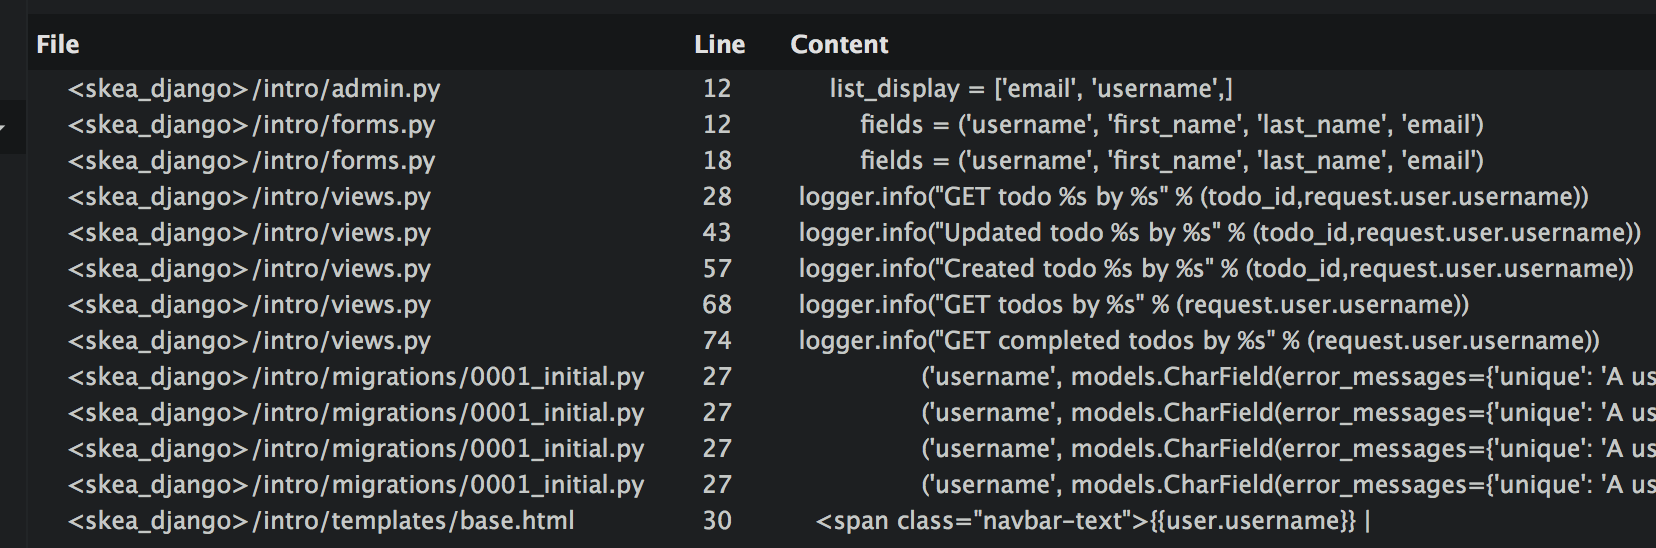 File Line Content
<skea_django>/intro/admin.py 12 list_display = ['email', 'username',]
<skea_django>/intro/forms.py 12 fields = ('username', 'first_name', 'last_name', 'email')
<skea_django>/intro/forms.py 18 fields = ('username', 'first_name', 'last_name', 'email')
<skea_django>/intro/views.py 28 logger.info("GET todo %s by %s" % (todo_id,request.user.username))
<skea_django>/intro/views.py 43 logger.info("Updated todo %s by %s" % (todo_id,request.user.username))
<skea_django>/intro/views.py 57 logger.info("Created todo %s by %s" % (todo_id,request.user.username))
<skea_django>/intro/views.py 68 logger.info("GET todos by %s" % (request.user.username))
<skea_django>/intro/views.py 74 logger.info("GET completed todos by %s" % (request.user.username))
<skea_django>/intro/migrations/0001_initial.py 27 ('username', models.CharField(error_messages={'unique': 'A us
<skea_django>/intro/migrations/0001_initial.py 27 ('username', models.CharField(error_messages={'unique': 'A us
<skea_django>/intro/migrations/0001_initial.py 27 ('username', models.CharField(error_messages={'unique': 'A us
<skea_django>/intro/migrations/0001_initial.py 27 ('username', models.CharField(error_messages={'unique': 'A us
<skea_django>/intro/templates/base.html 30 <span class="navbar-text">{{user.username}} |